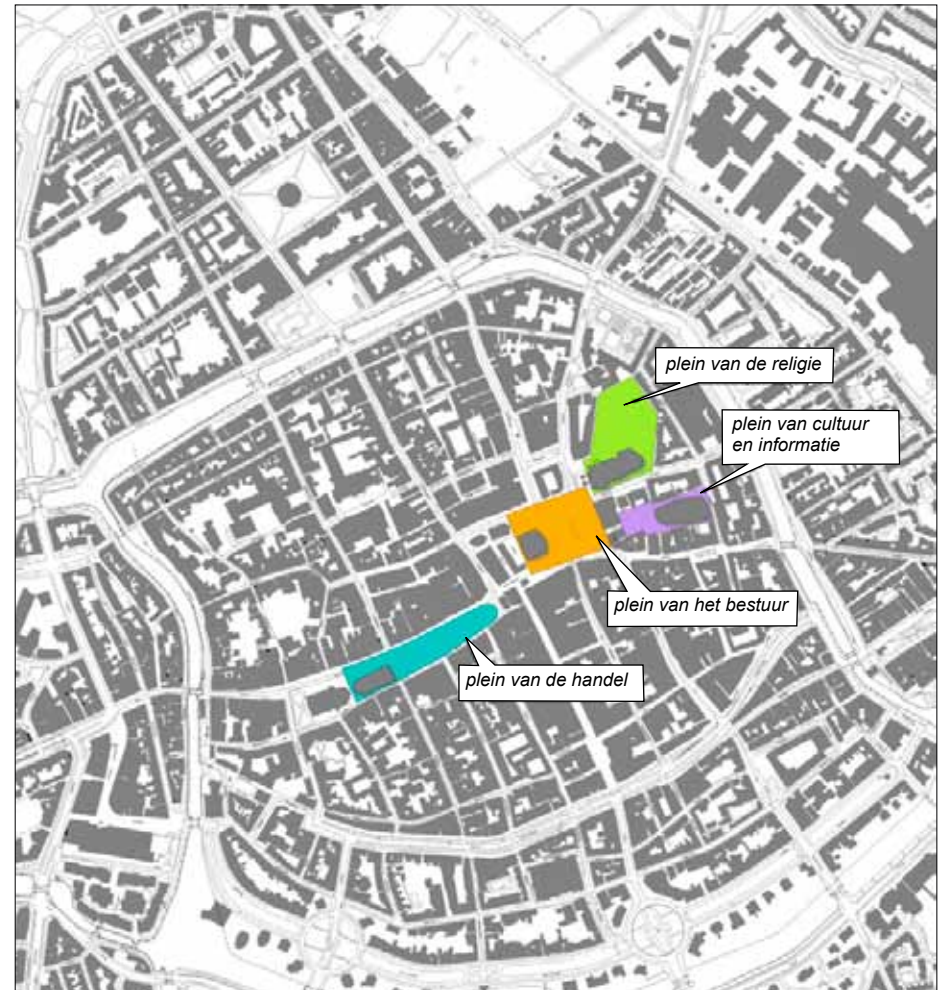 plein van de religie
plein van cultuur
en informatie
plein van het bestuur
plein van de handel